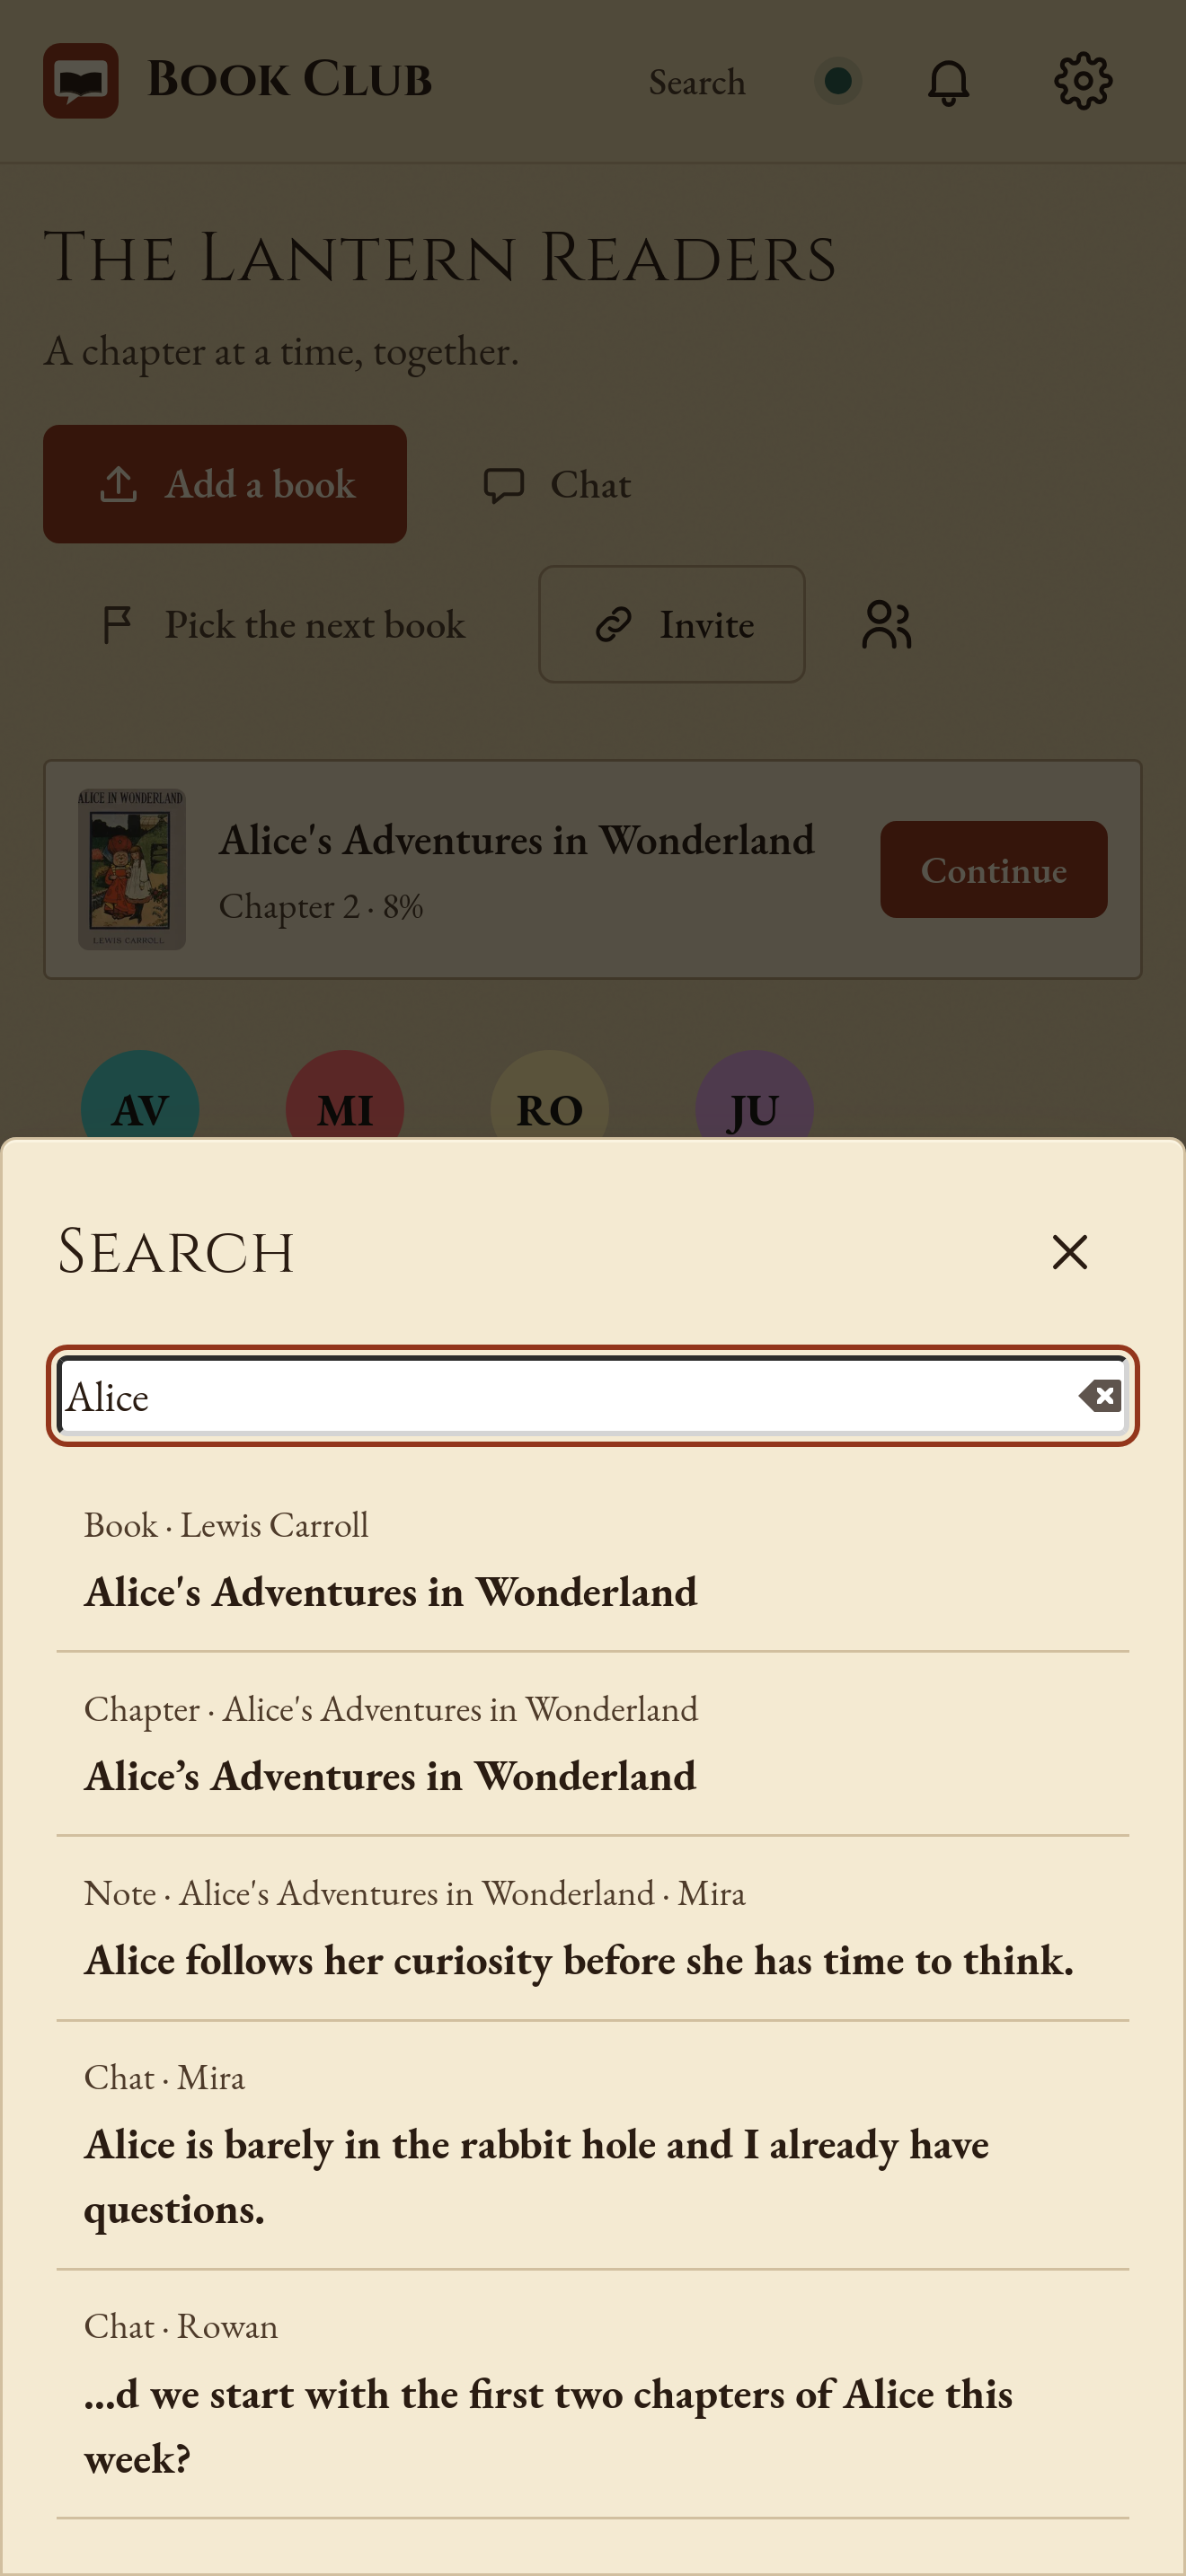 Book Club
Search
The Lantern Readers
A chapter at a time, together.
Add a book
Chat
Pick the next book
Invite
ALICE IN WONDERLAND
LEWIS CARROLL
Alice's Adventures in Wonderland
Chapter 2 · 8%
Continue
AV
MI
RO
JU
Search
Alice
Book · Lewis Carroll
Alice's Adventures in Wonderland
Chapter · Alice's Adventures in Wonderland
Alice’s Adventures in Wonderland
Note · Alice's Adventures in Wonderland · Mira
Alice follows her curiosity before she has time to think.
Chat · Mira
Alice is barely in the rabbit hole and I already have
questions.
Chat · Rowan
…d we start with the first two chapters of Alice this
week?